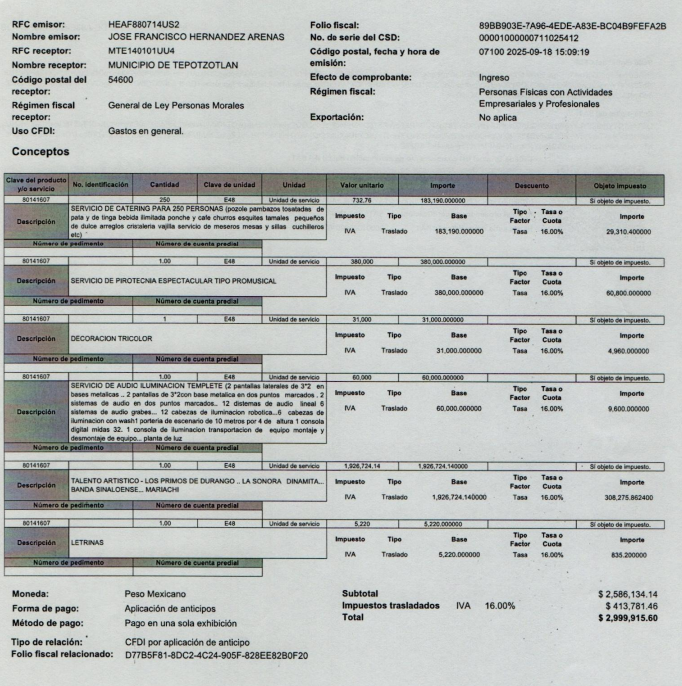 RFC emisor: HEAF880714US2 Folio fiscal: 89BB903E-7A96-4EDE-A83E-BC04B9FEFA2B
Nombre emisor: JOSE FRANCISCO HERNANDEZ ARENAS No. de serie del CSD: 00001000000711025412
RFC receptor: MTE140101UU4 Código postal, fecha y hora de emisión: 07100 2025-09-18 15:09:19
Nombre receptor: MUNICIPIO DE TEPOTZOTLAN
Código postal del receptor: 54600 Efecto de comprobante: Ingreso
Régimen fiscal receptor: General de Ley Personas Morales Régimen fiscal: Personas Fisicas con Actividades Empresariales y Profesionales
Uso CFDI: Gastos en general. Exportación: No aplica
Conceptos
Clave del producto y/o servicio No. identificación Cantidad Clave de unidad Unidad Valor unitario Importe Descuento Objeto impuesto
80141607 250 E48 Unidad de servicio 732.76 183,190.000000 Sí objeto de impuesto.
Descripción
SERVICIO DE CATERING PARA 250 PERSONAS (pozole pambazos tosatadas de
pata y de tinga bebida ilimitada ponche y cafe churros esquites tamales pequeños
de dulce arreglos cristaleria vajilla servicio de meseros mesas y sillas cuchilleros
etc)
Impuesto Tipo Base Tipo Factor Tasa o Cuota Importe
IVA Traslado 183,190.000000 Tasa 16.00% 29,310.400000
Número de pedimento Número de cuenta predial
80141607 1.00 E48 Unidad de servicio 380,000 380,000.000000 Sí objeto de impuesto.
Descripción SERVICIO DE PIROTECNIA ESPECTACULAR TIPO PROMUSICAL
Impuesto Tipo Base Tipo Factor Tasa o Cuota Importe
IVA Traslado 380,000.000000 Tasa 16.00% 60,800.000000
Número de pedimento Número de cuenta predial
80141607 1 E48 Unidad de servicio 31,000 31,000.000000 Sí objeto de impuesto.
Descripción DECORACION TRICOLOR
Impuesto Tipo Base Tipo Factor Tasa o Cuota Importe
IVA Traslado 31,000.000000 Tasa 16.00% 4,960.000000
Número de pedimento Número de cuenta predial
80141607 1.00 E48 Unidad de servicio 60,000 60,000.000000 Sí objeto de impuesto.
Descripción
SERVICIO DE AUDIC ILUMINACION TEMPLETE (2 pantallas laterales de 3*2 en
bases metalicas .. 2 pantallas de 3*2con base metalica en dos puntos marcados . 2
sistemas de audio en dos puntos marcados.. 12 distemas de audio lineal 6
sistemas de audio grabes... 12 cabezas de iluminacion robotica...6 cabezas de
iluminacion con wash1 porteria de escenario de 10 metros por 4 de altura 1 consola
digital midas 32. 1 consola de iluminacion transportacion de equipo montaje y
desmontaje de equipo... planta de luz
Impuesto Tipo Base Tipo Factor Tasa o Cuota Importe
IVA Traslado 60,000.000000 Tasa 16.00% 9,600.000000
Número de pedimento Número de cuenta predial
80141607 1.00 E48 Unidad de servicio 1,926,724.14 1,926,724.140000 Sí objeto de impuesto.
Descripción
TALENTO ARTISTICO - LOS PRIMOS DE DURANGO .. LA SONORA DINAMITA...
BANDA SINALOENSE... MARIACHI
Impuesto Tipo Base Tipo Factor Tasa o Cuota Importe
IVA Traslado 1,926,724.140000 Tasa 16.00% 308,275.862400
Número de pedimento Número de cuenta predial
80141607 1.00 E48 Unidad de servicio 5,220 5,220.000000 Sí objeto de impuesto.
Descripción LETRINAS
Impuesto Tipo Base Tipo Factor Tasa o Cuota Importe
IVA Traslado 5,220.000000 Tasa 16.00% 835.200000
Número de pedimento Número de cuenta predial
Moneda: Peso Mexicano Subtotal $ 2,586,134.14
Forma de pago: Aplicación de anticipos Impuestos trasladados IVA 16.00% $ 413,781.46
Método de pago: Pago en una sola exhibición Total $ 2,999,915.60
Tipo de relación: CFDI por aplicación de anticipo
Folio fiscal relacionado: D77B5F81-8DC2-4C24-905F-828EE82B0F20